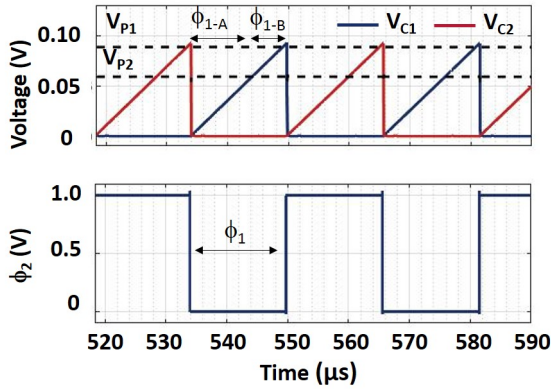 V_P1 ϕ_1-A ϕ_1-B V_C1 V_C2
0.10
V_P2
0.05
0
Voltage (V)
1.0
ϕ_1
0.5
0
ϕ_2 (V)
520 530 540 550 560 570 580 590
Time (μs)